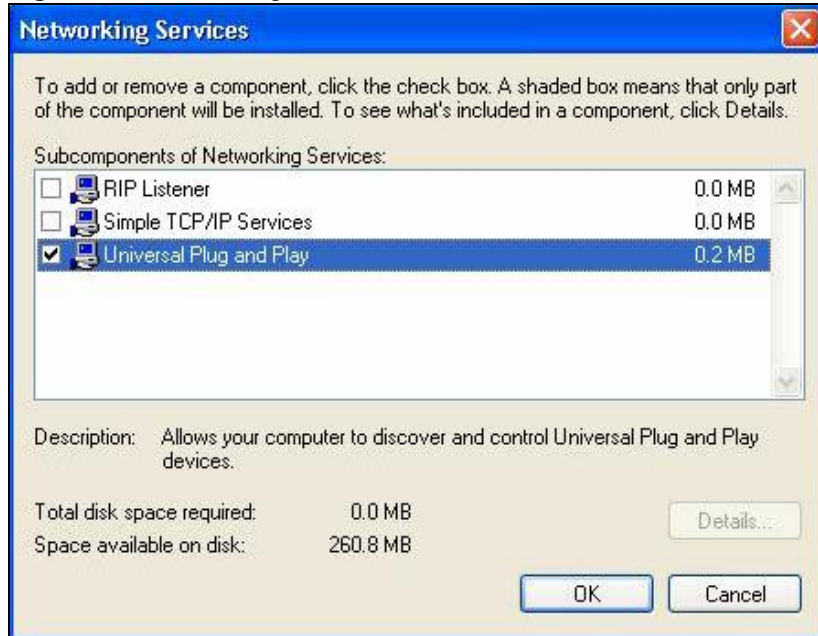 Networking Services
To add or remove a component, click the check box. A shaded box means that only part
of the component will be installed. To see what's included in a component, click Details.
Subcomponents of Networking Services:
RIP Listener 0.0 MB
Simple TCP/IP Services 0.0 MB
Universal Plug and Play 0.2 MB
Description: Allows your computer to discover and control Universal Plug and Play
devices.
Total disk space required: 0.0 MB
Space available on disk: 260.8 MB
Details...
OK Cancel